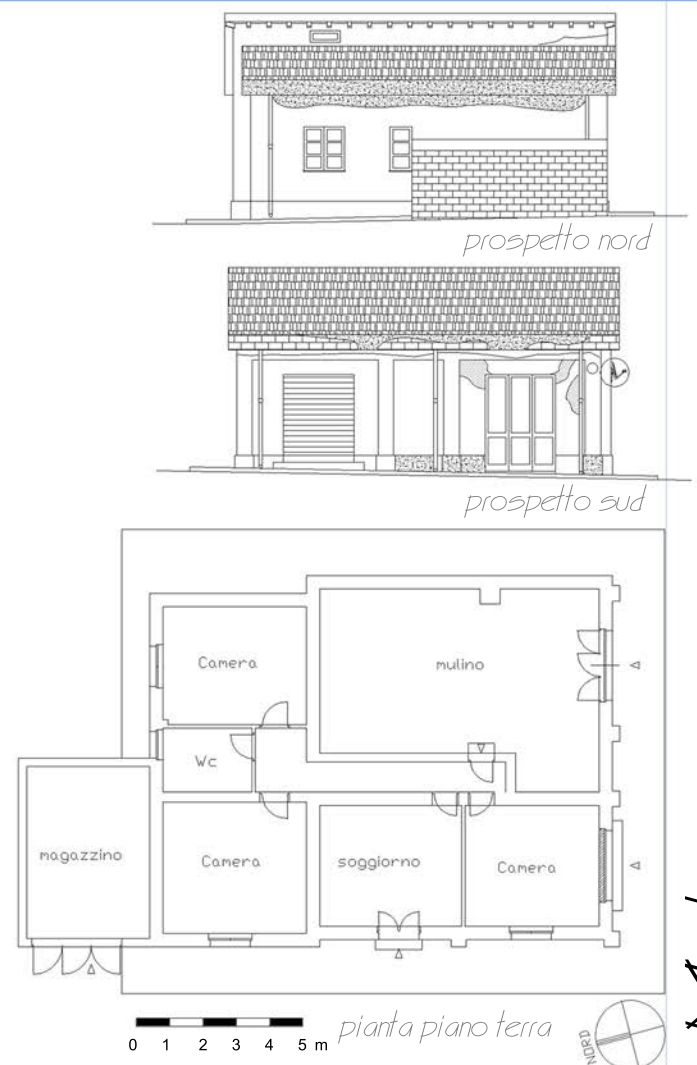 prospetto nord
prospetto sud
Camera
mulino
Wc
magazzino
Camera
soggiorno
Camera
0 1 2 3 4 5 m
pianta piano terra
NORD